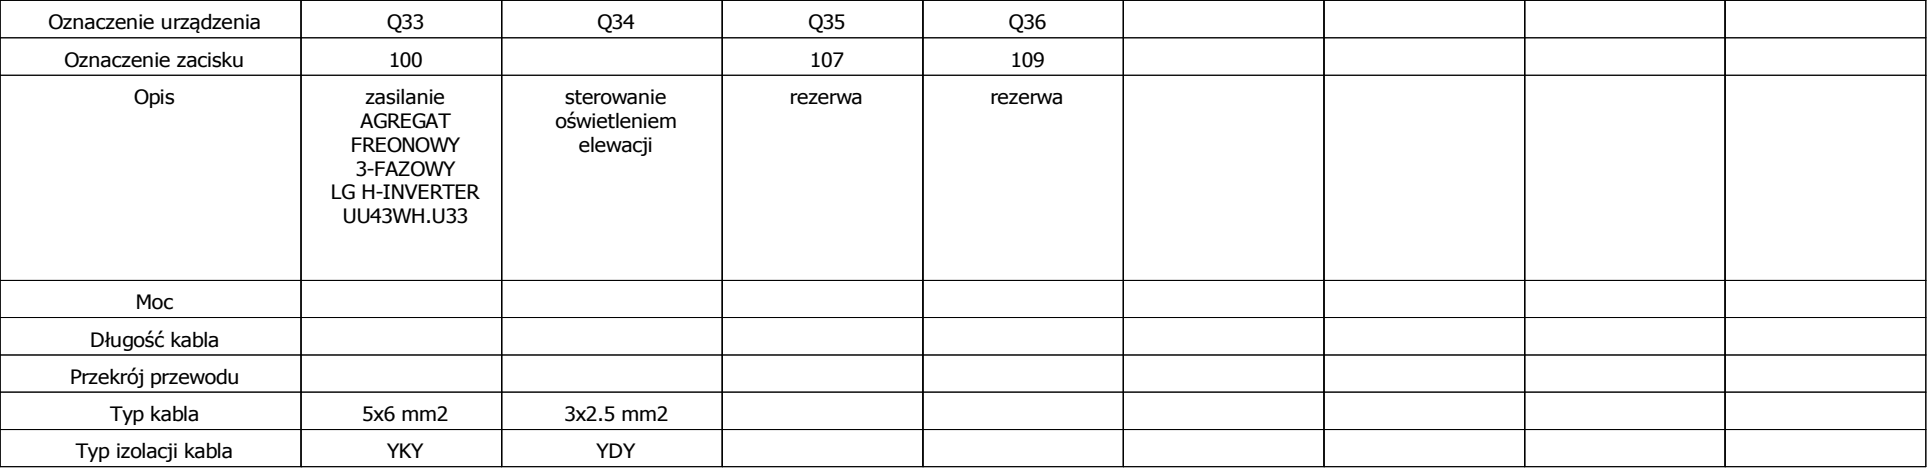 Oznaczenie urządzenia Q33 Q34 Q35 Q36
Oznaczenie zacisku 100 107 109
Opis zasilanie sterowanie rezerwa rezerwa
AGREGAT oświetleniem
FREONOWY elewacji
3-FAZOWY
LG H-INVERTER
UU43WH.U33
Moc
Długość kabla
Przekrój przewodu
Typ kabla 5x6 mm2 3x2.5 mm2
Typ izolacji kabla YKY YDY